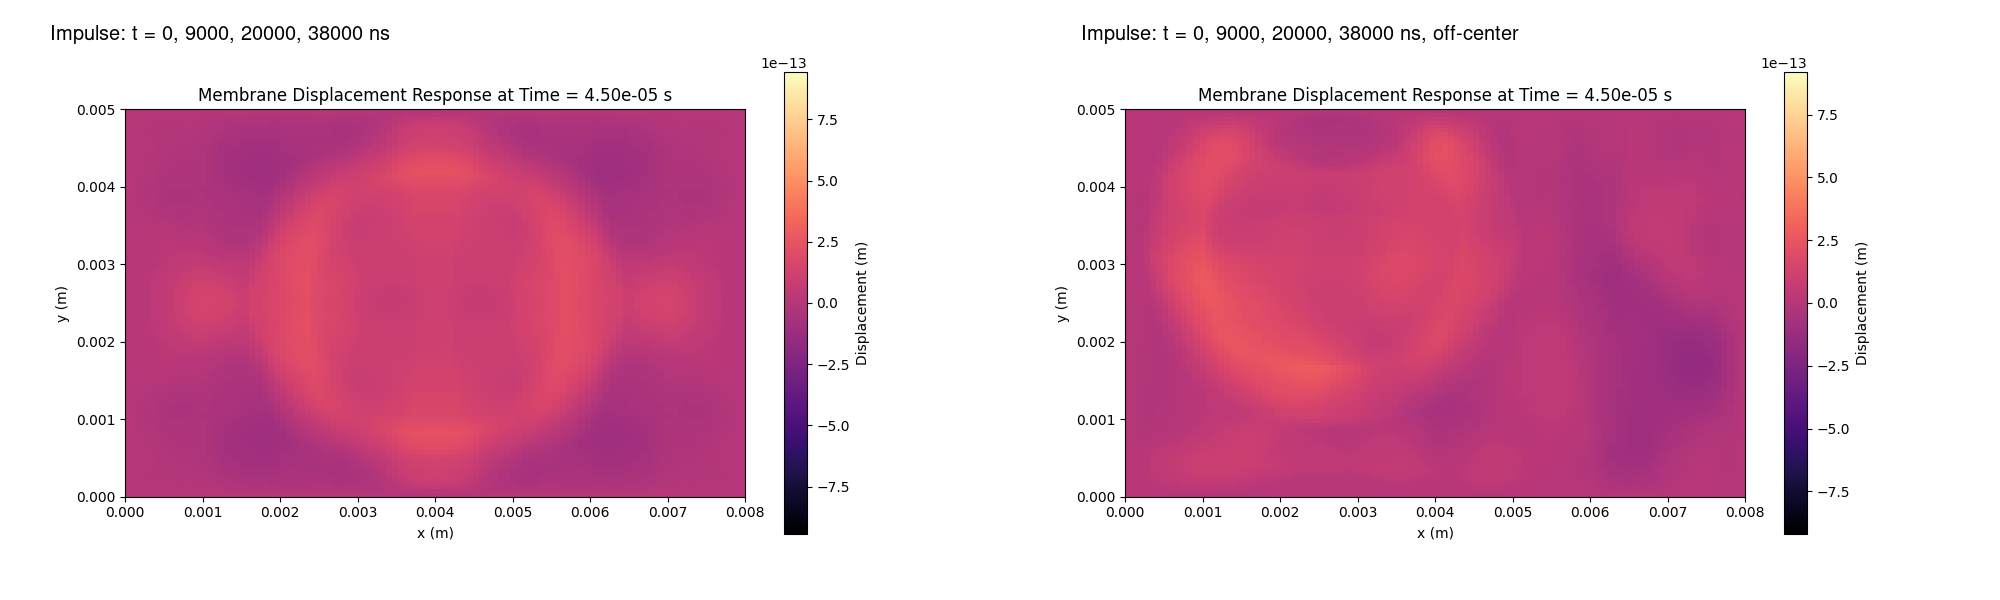 Impulse: t = 0, 9000, 20000, 38000 ns
1e−13
Membrane Displacement Response at Time = 4.50e-05 s
0.005
0.004
0.003
0.002
0.001
0.000
y (m)
0.000 0.001 0.002 0.003 0.004 0.005 0.006 0.007 0.008
x (m)
7.5
5.0
2.5
0.0
−2.5
−5.0
−7.5
Displacement (m)
Impulse: t = 0, 9000, 20000, 38000 ns, off-center
1e−13
Membrane Displacement Response at Time = 4.50e-05 s
0.005
0.004
0.003
0.002
0.001
0.000
y (m)
0.000 0.001 0.002 0.003 0.004 0.005 0.006 0.007 0.008
x (m)
7.5
5.0
2.5
0.0
−2.5
−5.0
−7.5
Displacement (m)